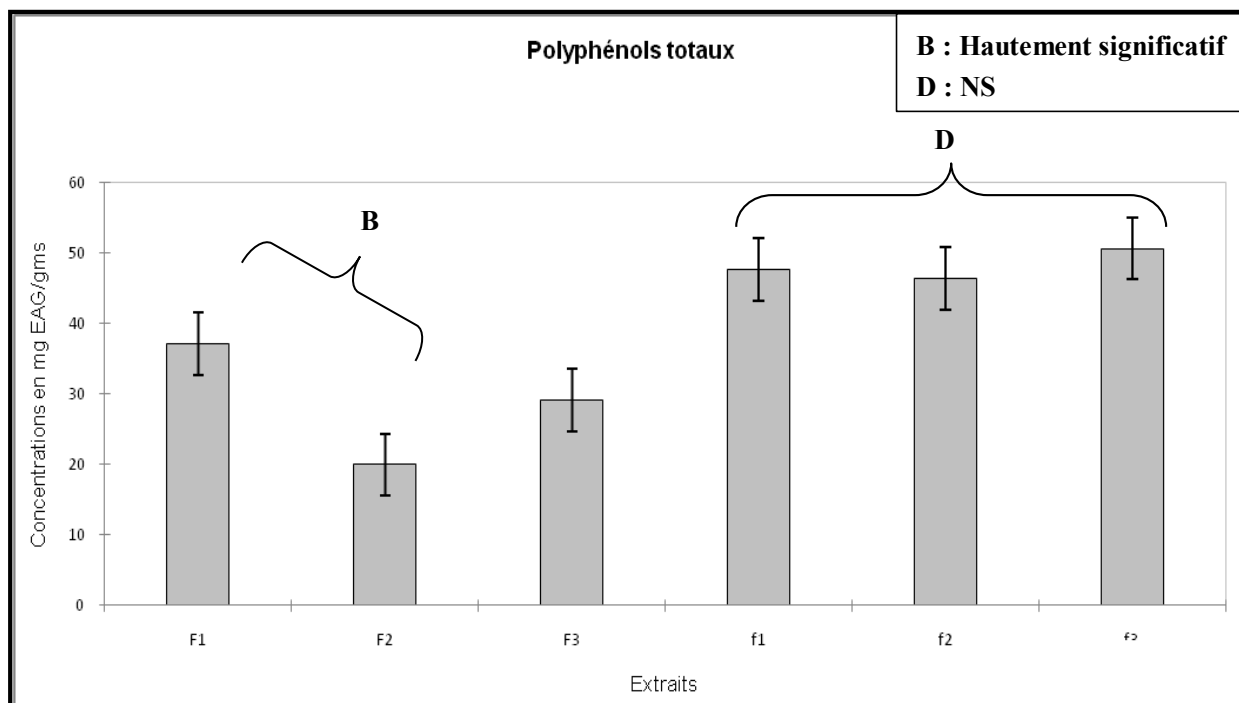 Polyphénols totaux
B : Hautement significatif
D : NS
D
B
Concentrations en mg EAG/gms
60
50
40
30
20
10
0
F1 F2 F3 f1 f2
Extraits